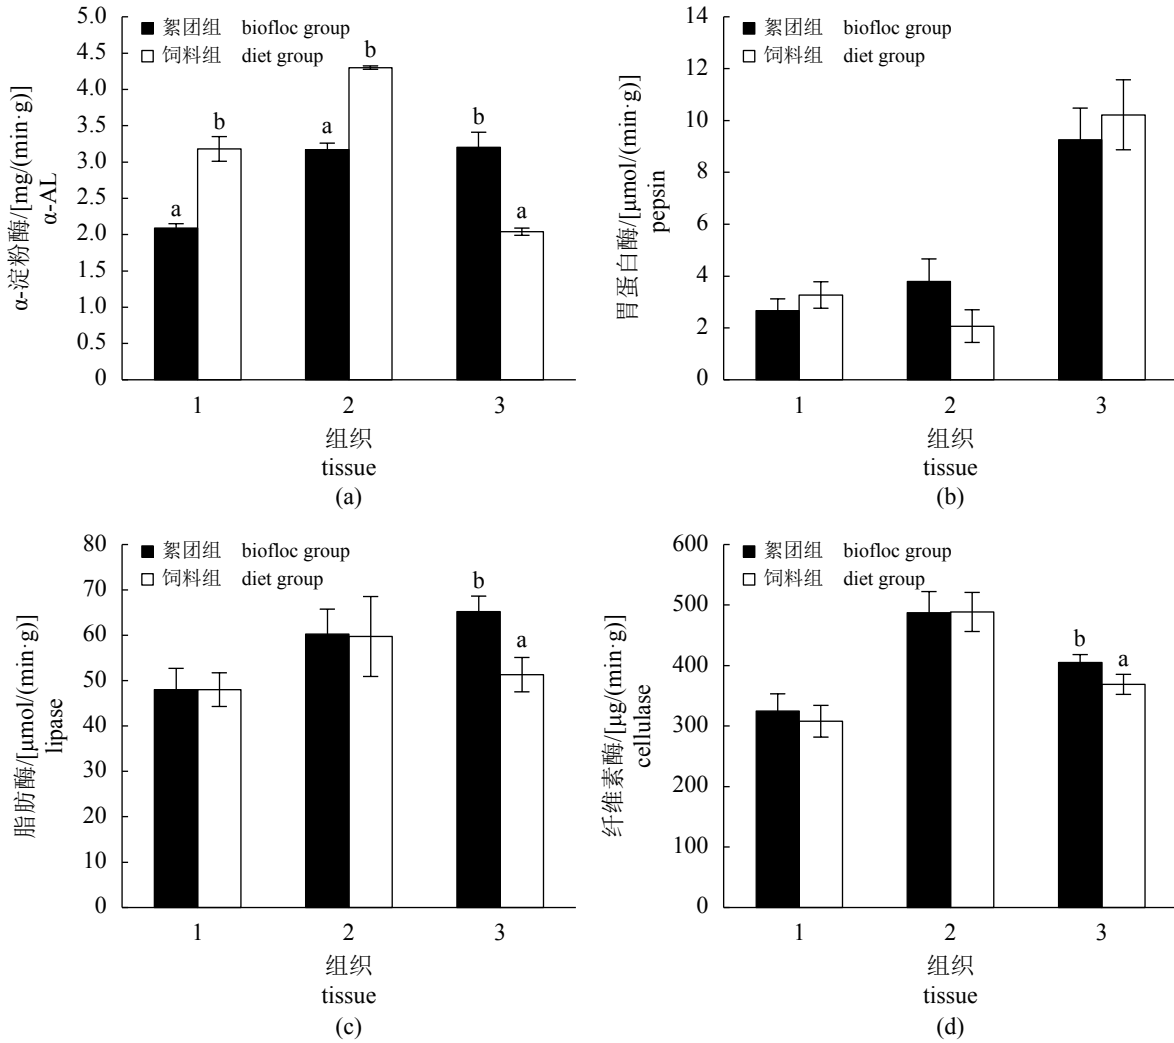 5.0
4.5
4.0
3.5
3.0
2.5
2.0
1.5
1.0
0.5
0
α-淀粉酶/[mg/(min·g)]
α-AL
絮团组 biofloc group
饲料组 diet group
a
b
a
b
b
a
1 2 3
组织
tissue
(a)
14
12
10
8
6
4
2
0
胃蛋白酶/[μmol/(min·g)]
pepsin
絮团组 biofloc group
饲料组 diet group
1 2 3
组织
tissue
(b)
80
70
60
50
40
30
20
10
0
脂肪酶/[μmol/(min·g)]
lipase
絮团组 biofloc group
饲料组 diet group
b
a
1 2 3
组织
tissue
(c)
600
500
400
300
200
100
0
纤维素酶/[μg/(min·g)]
cellulase
絮团组 biofloc group
饲料组 diet group
b
a
1 2 3
组织
tissue
(d)